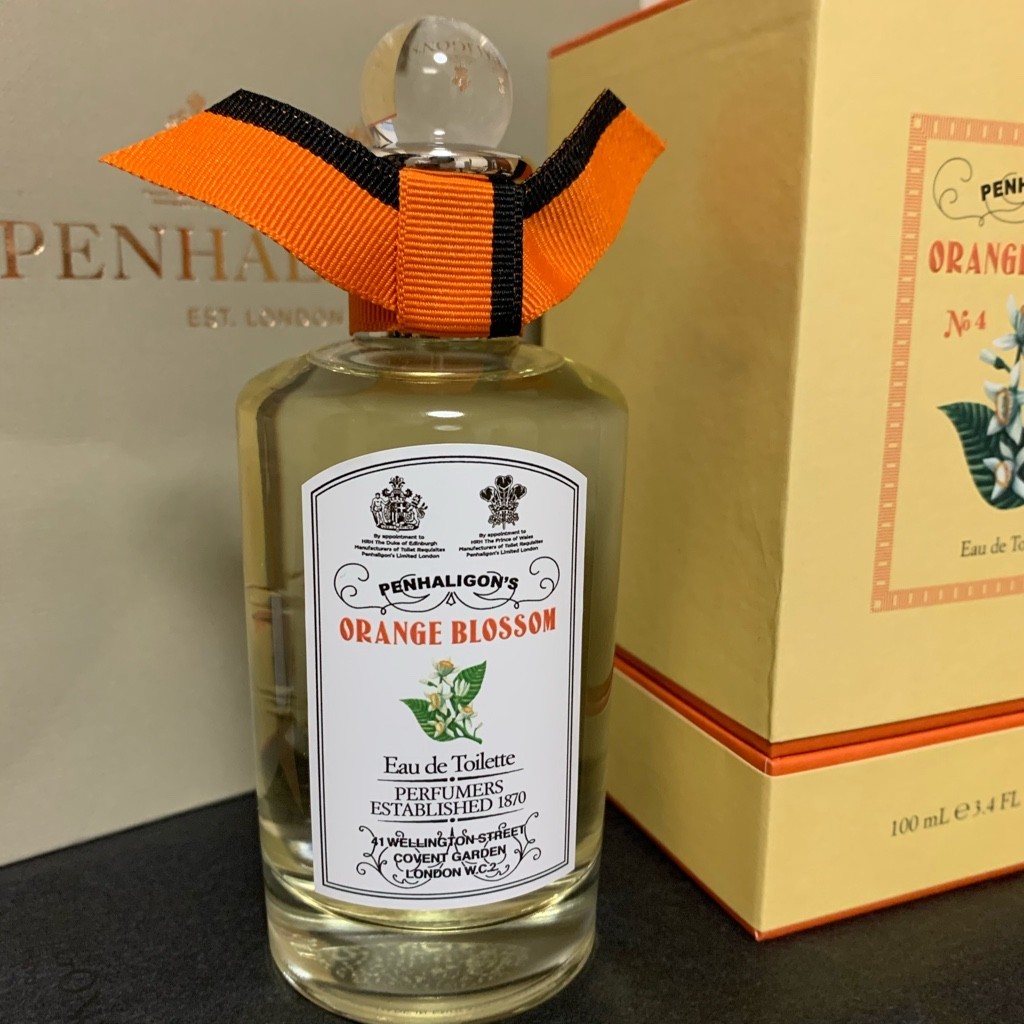 PENHAL
EST. LONDON
By appointment to
HRH The Duke of Edinburgh
Manufacturers of Toilet Requisites
Penhaligon's Limited London
By appointment to
HRH The Prince of Wales
Manufacturers of Toilet Requisites
Penhaligon's Limited London
PENHALIGON'S
ORANGE BLOSSOM
Eau de Toilette
PERFUMERS
ESTABLISHED 1870
41 WELLINGTON STREET
COVENT GARDEN
LONDON W.C.2
PENH
ORANGE
No 4
Eau de To
100 mL e 3.4 FL